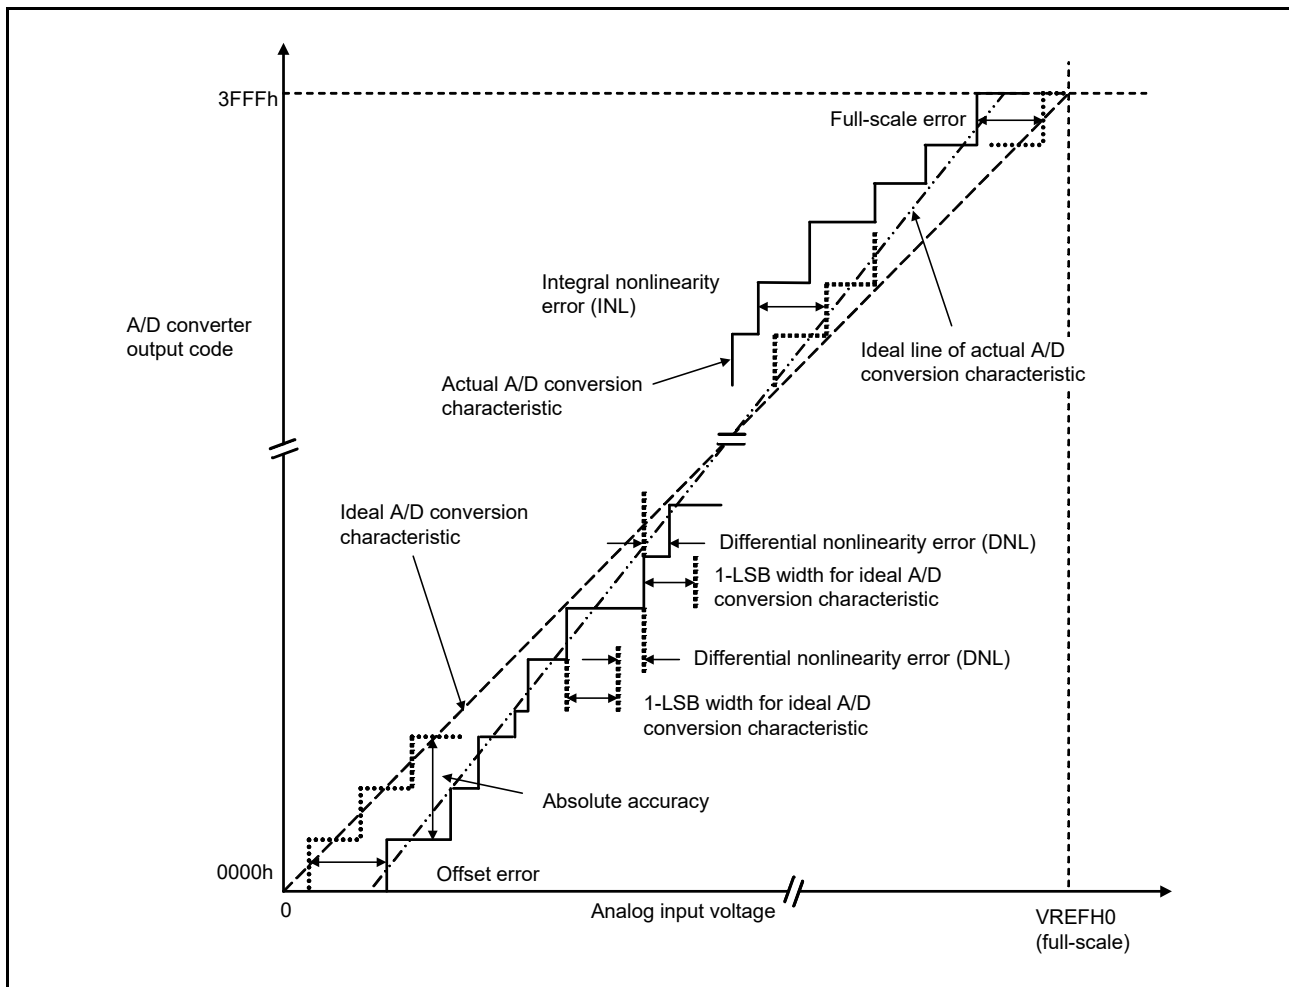 3FFFh
Full-scale error
Integral nonlinearity
error (INL)
A/D converter
output code
Ideal line of actual A/D
conversion characteristic
Actual A/D conversion
characteristic
Ideal A/D conversion
characteristic
Differential nonlinearity error (DNL)
1-LSB width for ideal A/D
conversion characteristic
Differential nonlinearity error (DNL)
1-LSB width for ideal A/D
conversion characteristic
Absolute accuracy
0000h
Offset error
0
Analog input voltage
VREFH0
(full-scale)